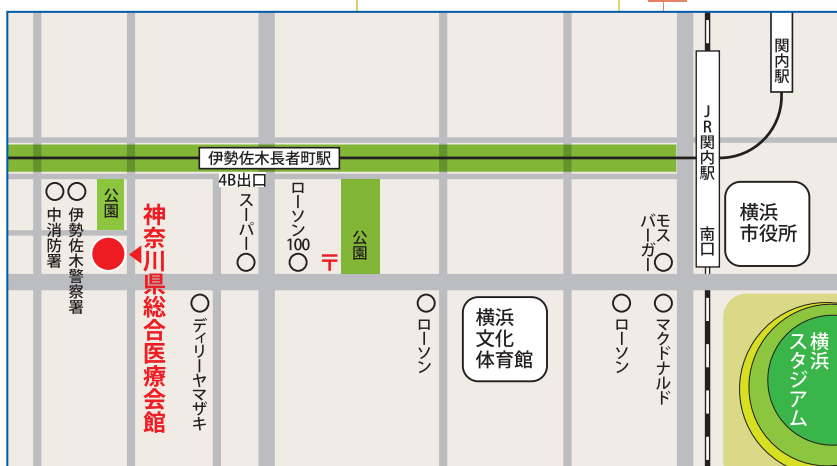 関内駅
JR関内駅
南口
伊勢佐木長者町駅
4B出口
公園
中消防署
伊勢佐木警察署
神奈川県総合医療会館
スーパー
ローソン
100
〒
公園
モス
バーガー
横浜
市役所
ディリーヤマザキ
ローソン
横浜
文化
体育館
ローソン
マクドナルド
横浜
スタジアム